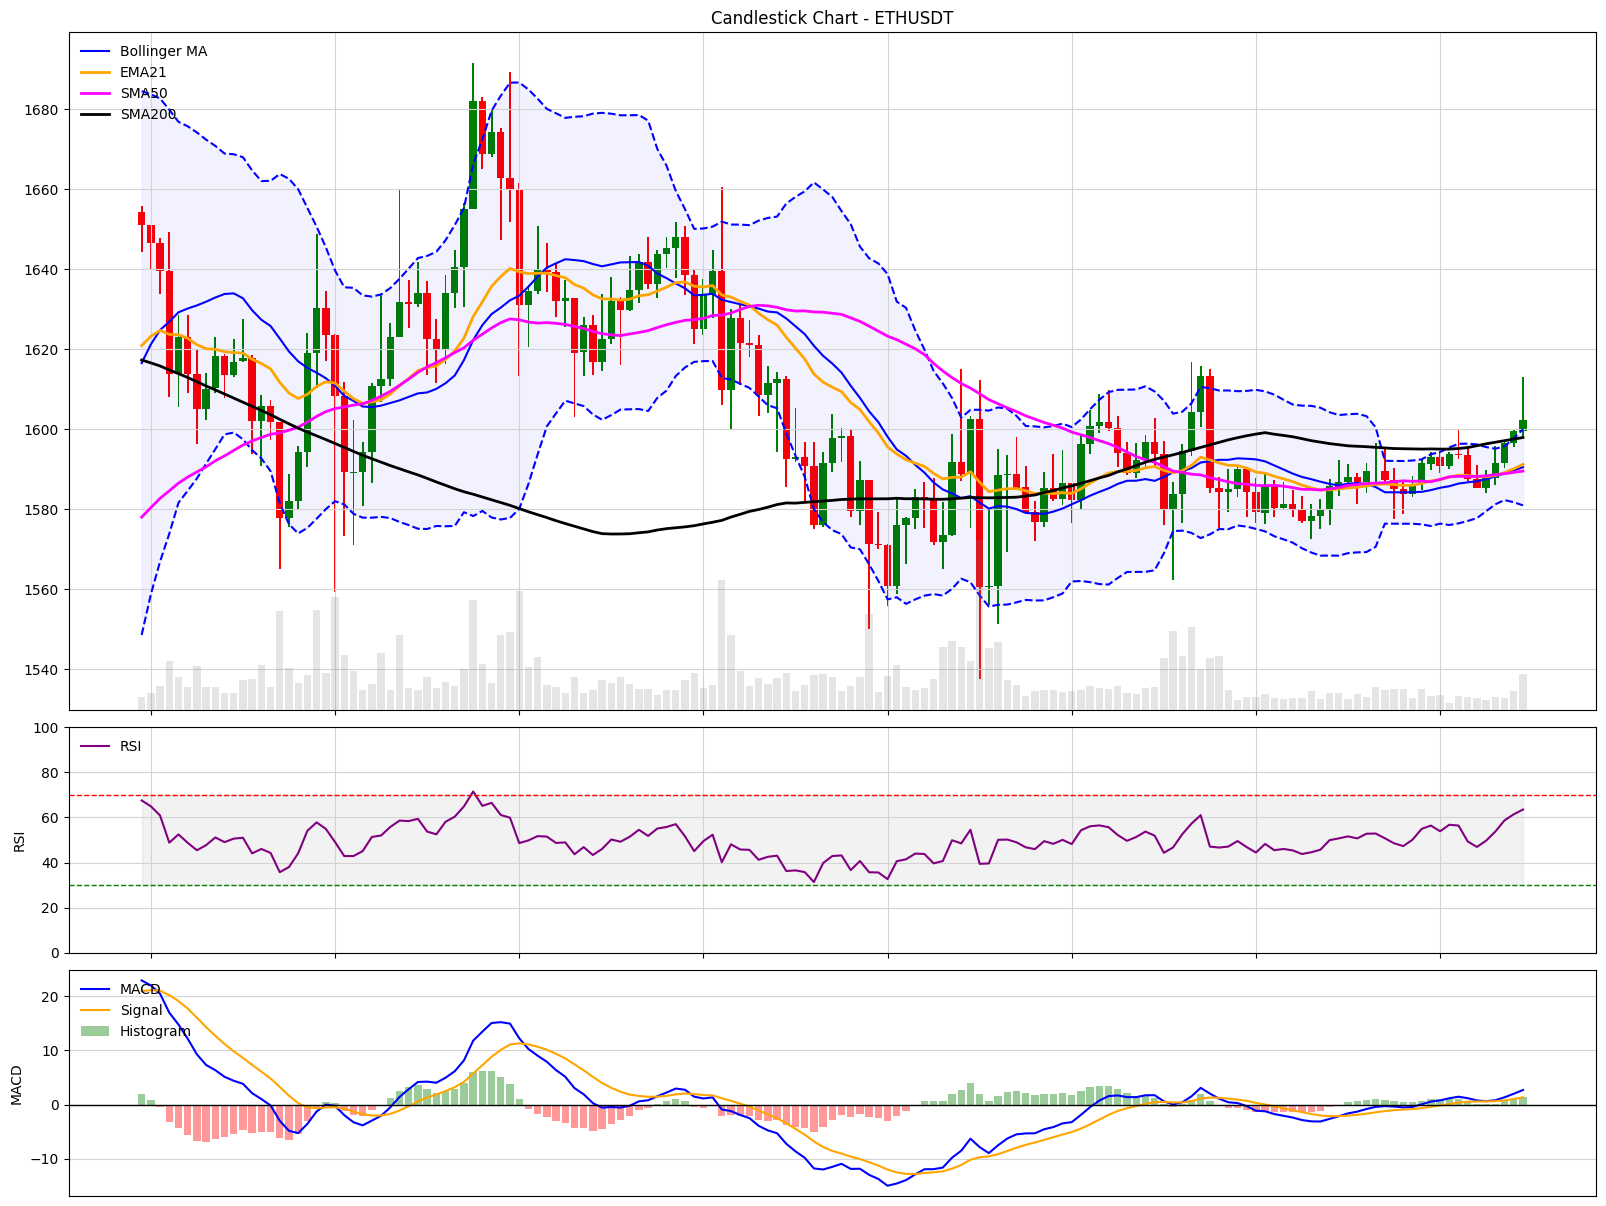 Candlestick Chart - ETHUSDT
Bollinger MA
EMA21
SMA50
SMA200
1680
1660
1640
1620
1600
1580
1560
1540
RSI
100
80
60
40
20
0
RSI
MACD
Signal
Histogram
20
10
0
−10
MACD